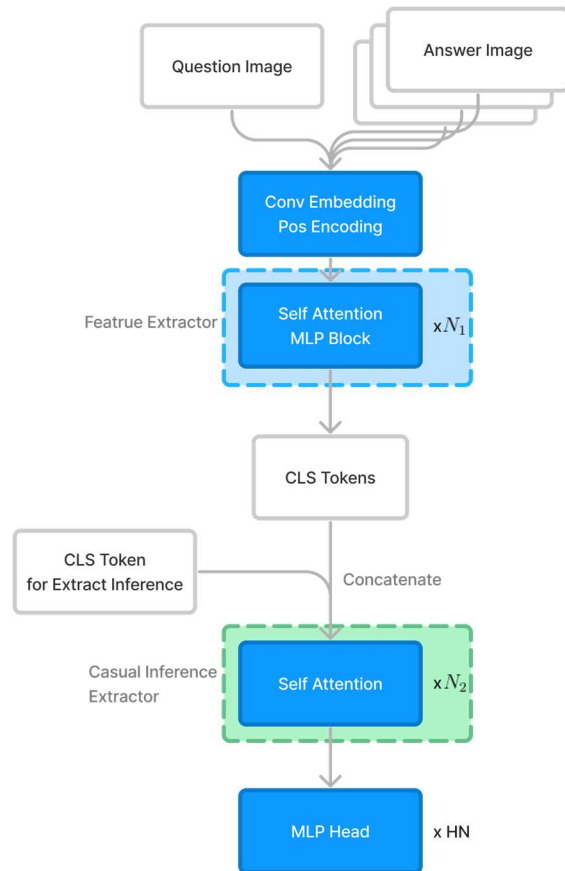 Question Image
Answer Image
Conv Embedding
Pos Encoding
Featrue Extractor
Self Attention
MLP Block
xN₁
CLS Tokens
CLS Token
for Extract Inference
Concatenate
Casual Inference
Extractor
Self Attention
xN₂
MLP Head
x HN